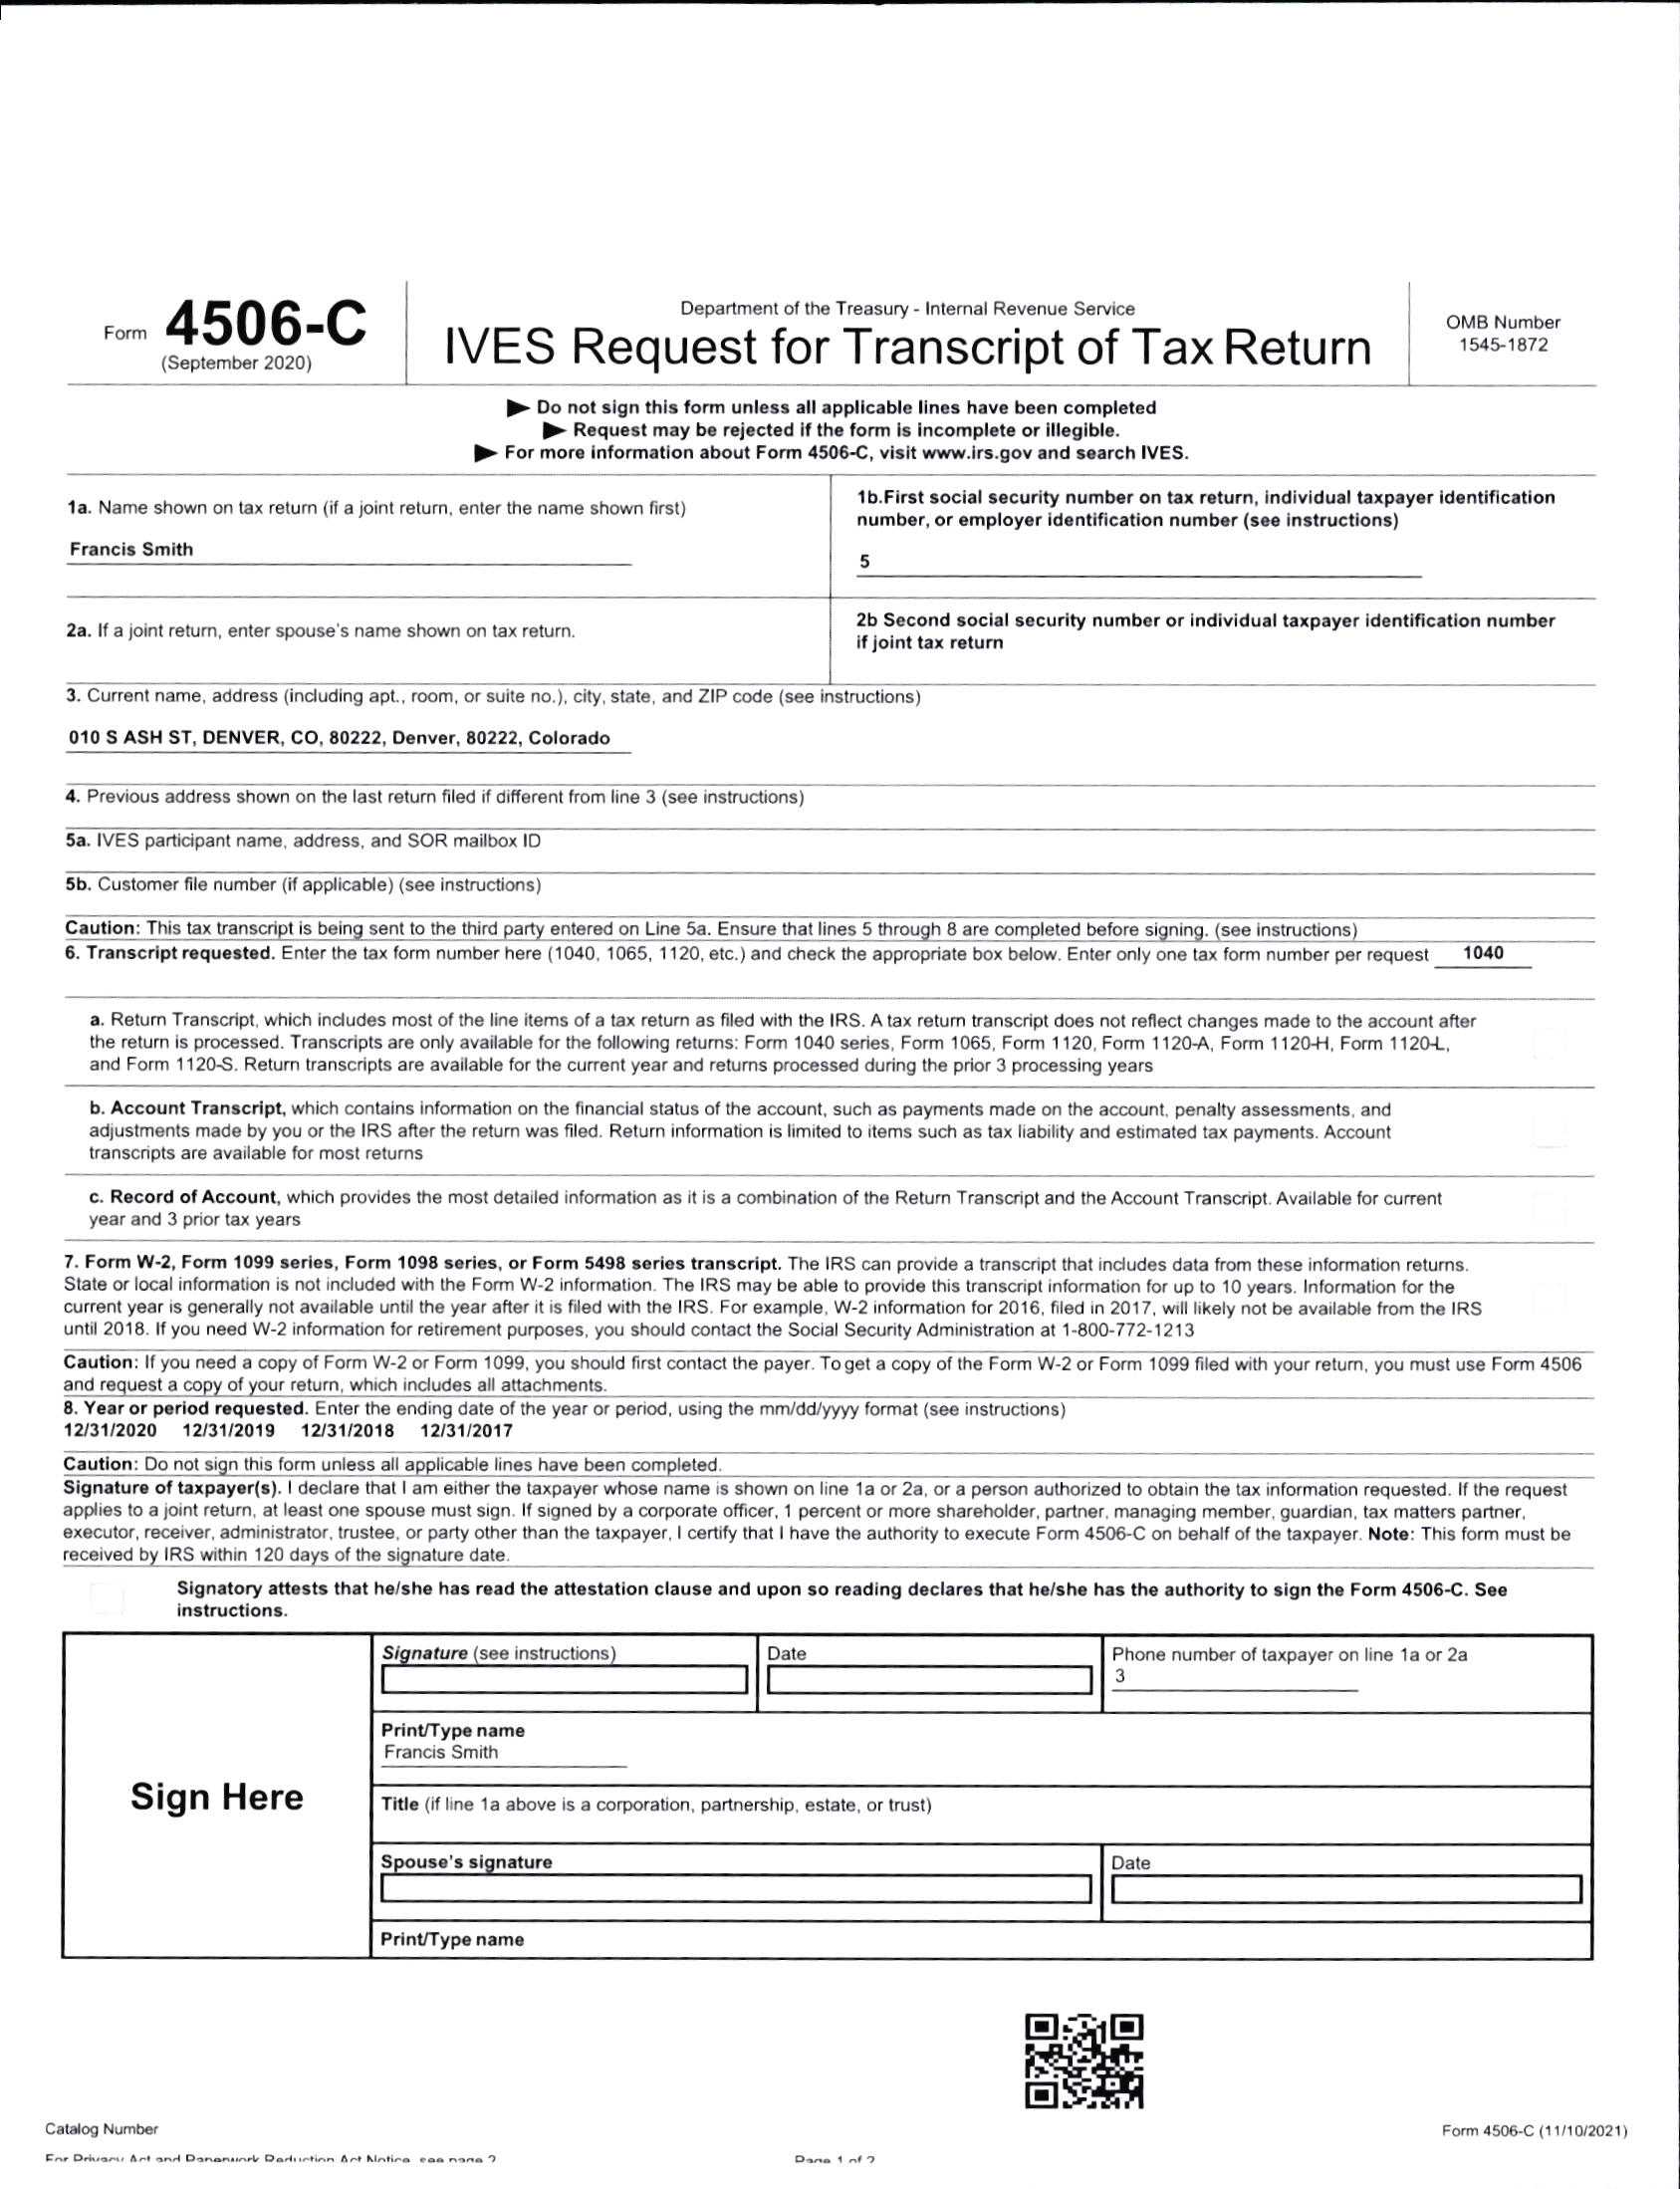 Form 4506-C
(September 2020)
Department of the Treasury - Internal Revenue Service
IVES Request for Transcript of Tax Return
OMB Number
1545-1872
Do not sign this form unless all applicable lines have been completed
Request may be rejected if the form is incomplete or illegible.
For more information about Form 4506-C, visit www.irs.gov and search IVES.
1a. Name shown on tax return (if a joint return, enter the name shown first)
Francis Smith
1b.First social security number on tax return, individual taxpayer identification
number, or employer identification number (see instructions)
5
2a. If a joint return, enter spouse's name shown on tax return.
2b Second social security number or individual taxpayer identification number
if joint tax return
3. Current name, address (including apt., room, or suite no.), city, state, and ZIP code (see instructions)
010 S ASH ST, DENVER, CO, 80222, Denver, 80222, Colorado
4. Previous address shown on the last return filed if different from line 3 (see instructions)
5a. IVES participant name, address, and SOR mailbox ID
5b. Customer file number (if applicable) (see instructions)
Caution: This tax transcript is being sent to the third party entered on Line 5a. Ensure that lines 5 through 8 are completed before signing. (see instructions)
6. Transcript requested. Enter the tax form number here (1040, 1065, 1120, etc.) and check the appropriate box below. Enter only one tax form number per request 1040
a. Return Transcript, which includes most of the line items of a tax return as filed with the IRS. A tax return transcript does not reflect changes made to the account after
the return is processed. Transcripts are only available for the following returns: Form 1040 series, Form 1065, Form 1120, Form 1120-A, Form 1120-H, Form 1120-L,
and Form 1120-S. Return transcripts are available for the current year and returns processed during the prior 3 processing years
b. Account Transcript, which contains information on the financial status of the account, such as payments made on the account, penalty assessments, and
adjustments made by you or the IRS after the return was filed. Return information is limited to items such as tax liability and estimated tax payments. Account
transcripts are available for most returns
c. Record of Account, which provides the most detailed information as it is a combination of the Return Transcript and the Account Transcript. Available for current
year and 3 prior tax years
7. Form W-2, Form 1099 series, Form 1098 series, or Form 5498 series transcript. The IRS can provide a transcript that includes data from these information returns.
State or local information is not included with the Form W-2 information. The IRS may be able to provide this transcript information for up to 10 years. Information for the
current year is generally not available until the year after it is filed with the IRS. For example, W-2 information for 2016, filed in 2017, will likely not be available from the IRS
until 2018. If you need W-2 information for retirement purposes, you should contact the Social Security Administration at 1-800-772-1213
Caution: If you need a copy of Form W-2 or Form 1099, you should first contact the payer. To get a copy of the Form W-2 or Form 1099 filed with your return, you must use Form 4506
and request a copy of your return, which includes all attachments.
8. Year or period requested. Enter the ending date of the year or period, using the mm/dd/yyyy format (see instructions)
12/31/2020 12/31/2019 12/31/2018 12/31/2017
Caution: Do not sign this form unless all applicable lines have been completed.
Signature of taxpayer(s). I declare that I am either the taxpayer whose name is shown on line 1a or 2a, or a person authorized to obtain the tax information requested. If the request
applies to a joint return, at least one spouse must sign. If signed by a corporate officer, 1 percent or more shareholder, partner, managing member, guardian, tax matters partner,
executor, receiver, administrator, trustee, or party other than the taxpayer, I certify that I have the authority to execute Form 4506-C on behalf of the taxpayer. Note: This form must be
received by IRS within 120 days of the signature date.
Signatory attests that he/she has read the attestation clause and upon so reading declares that he/she has the authority to sign the Form 4506-C. See
instructions.
Sign Here
Signature (see instructions)
Date
Phone number of taxpayer on line 1a or 2a
3
Print/Type name
Francis Smith
Title (if line 1a above is a corporation, partnership, estate, or trust)
Spouse's signature
Date
Print/Type name
Catalog Number
Form 4506-C (11/10/2021)
For Privacy Act and Paperwork Reduction Act Notice, see page 2
Page 1 of 2